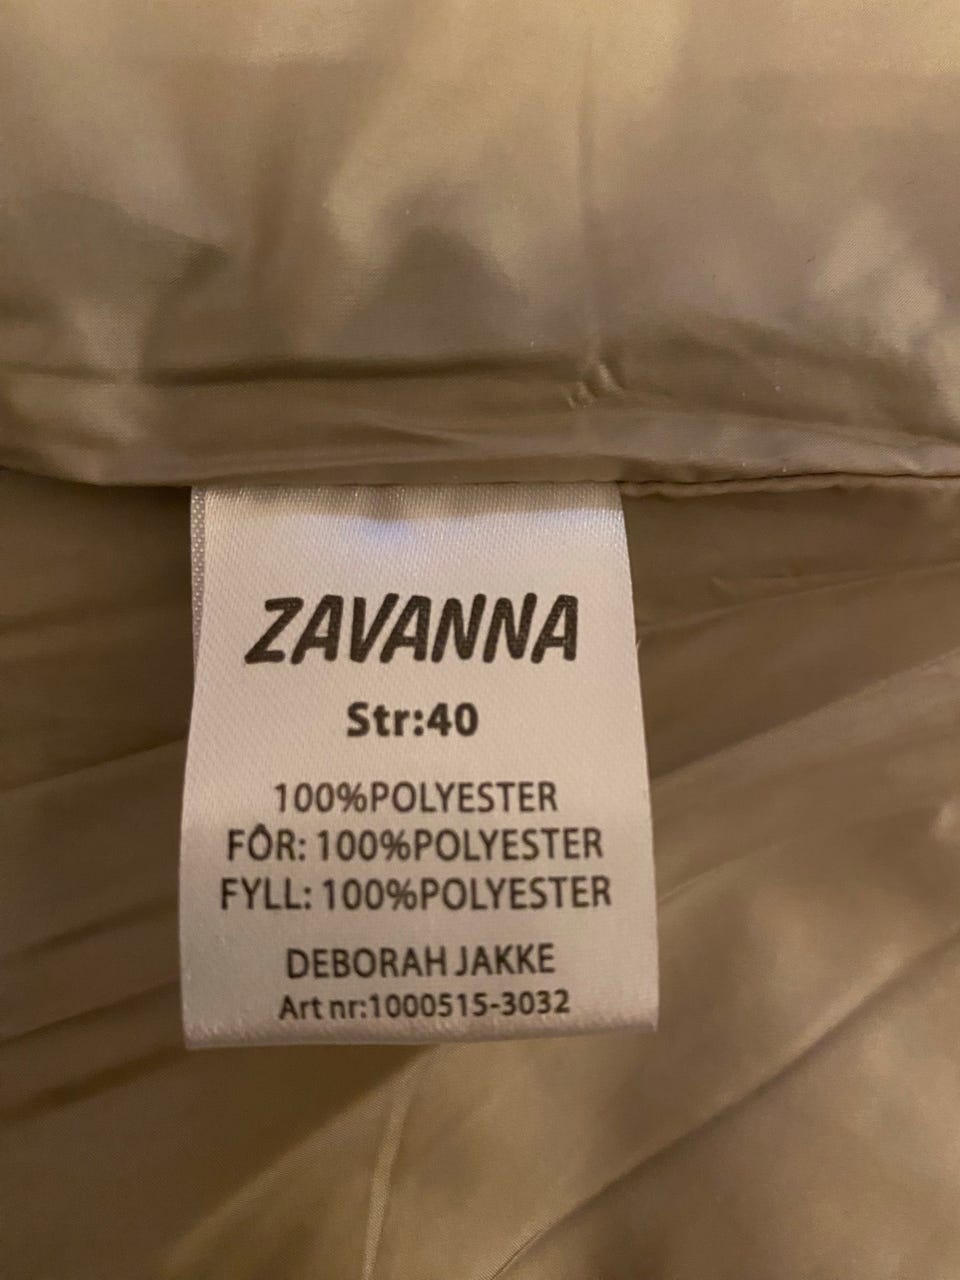 ZAVANNA
Str:40
100%POLYESTER
FÔR: 100%POLYESTER
FYLL: 100%POLYESTER
DEBORAH JAKKE
Art nr:1000515-3032